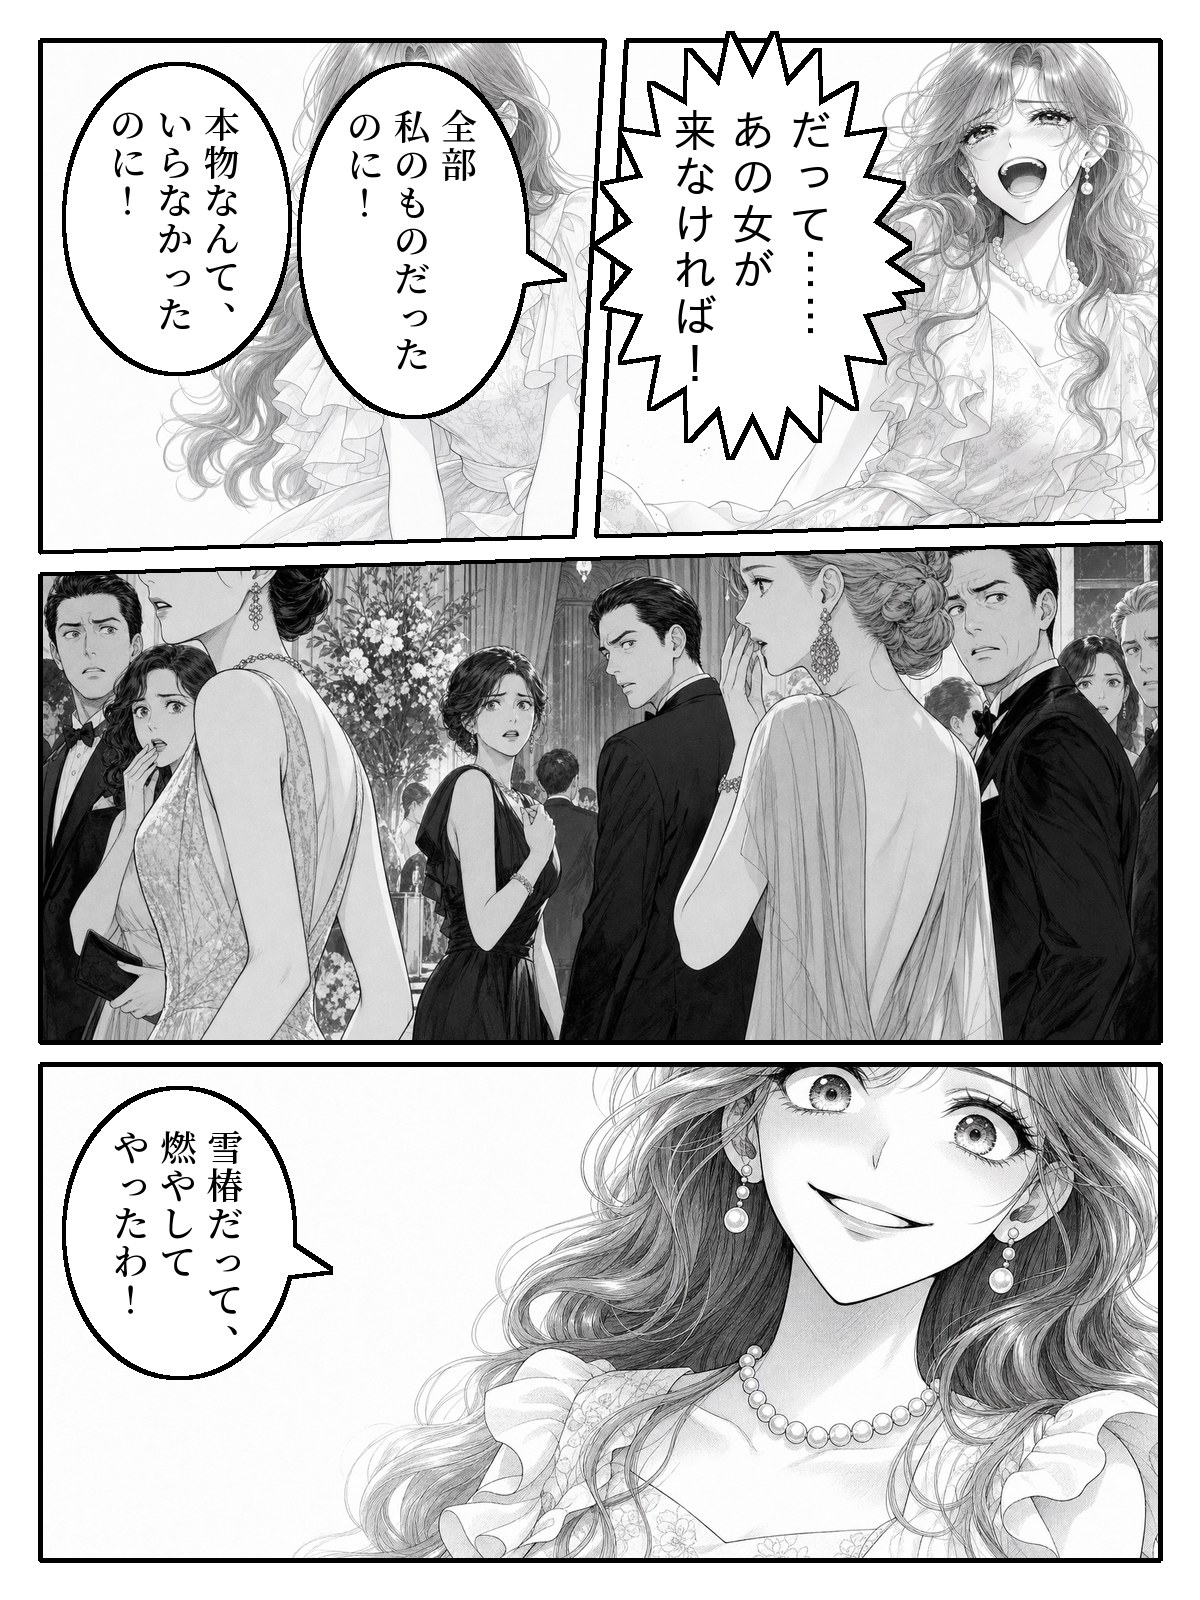 だって……
あの女が
来なければ！
全部
私のものだった
のに！
本物なんて、
いらなかった
のに！
雪椿だって、
燃やして
やったわ！